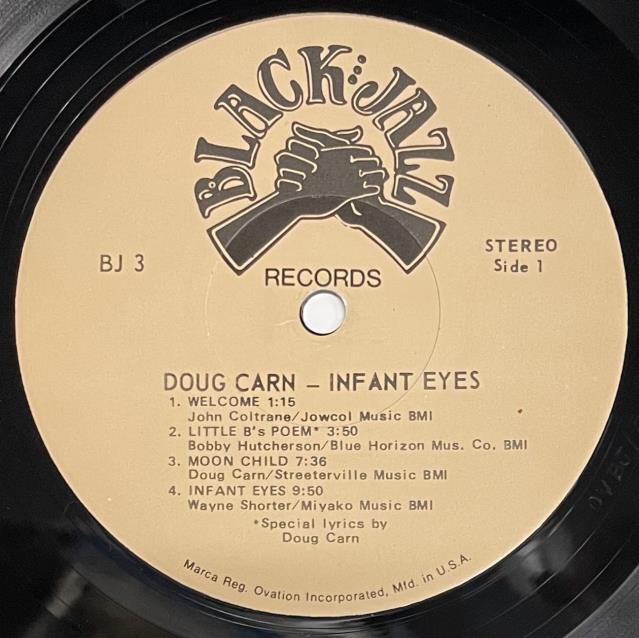 BLACK JAZZ
RECORDS
BJ 3
STEREO
Side 1
DOUG CARN – INFANT EYES
1. WELCOME 1:15
John Coltrane/Jowcol Music BMI
2. LITTLE B's POEM* 3:50
Bobby Hutcherson/Blue Horizon Mus. Co. BMI
3. MOON CHILD 7:36
Doug Carn/Streeterville Music BMI
4. INFANT EYES 9:50
Wayne Shorter/Miyako Music BMI
*Special lyrics by
Doug Carn
Marca Reg. Ovation Incorporated, Mfd. in U.S.A.